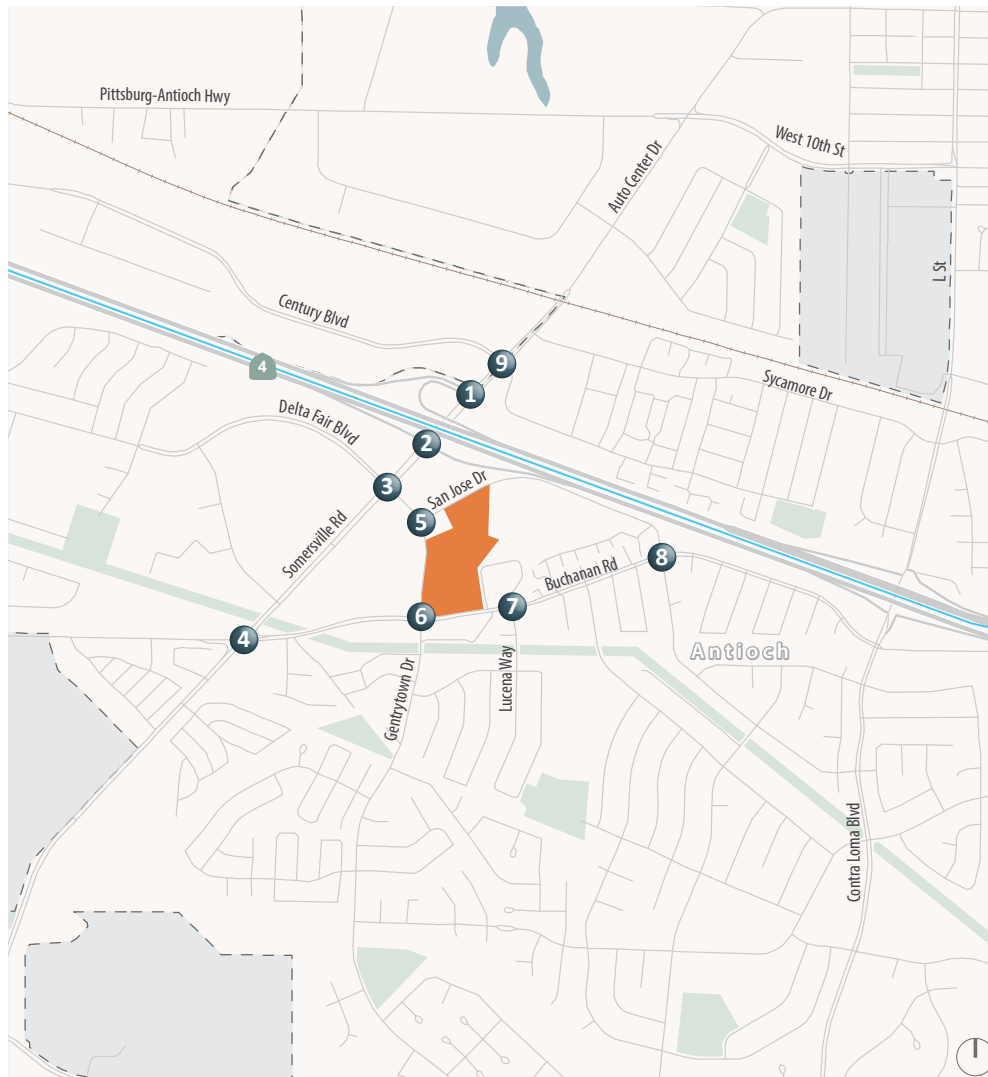 Pittsburg-Antioch Hwy
West 10th St
Auto Center Dr
L St
Century Blvd
9
4
1
Sycamore Dr
Delta Fair Blvd
2
3
San Jose Dr
5
Somersville Rd
8
Buchanan Rd
7
6
4
Antioch
Lucena Way
Gentrytown Dr
Contra Loma Blvd